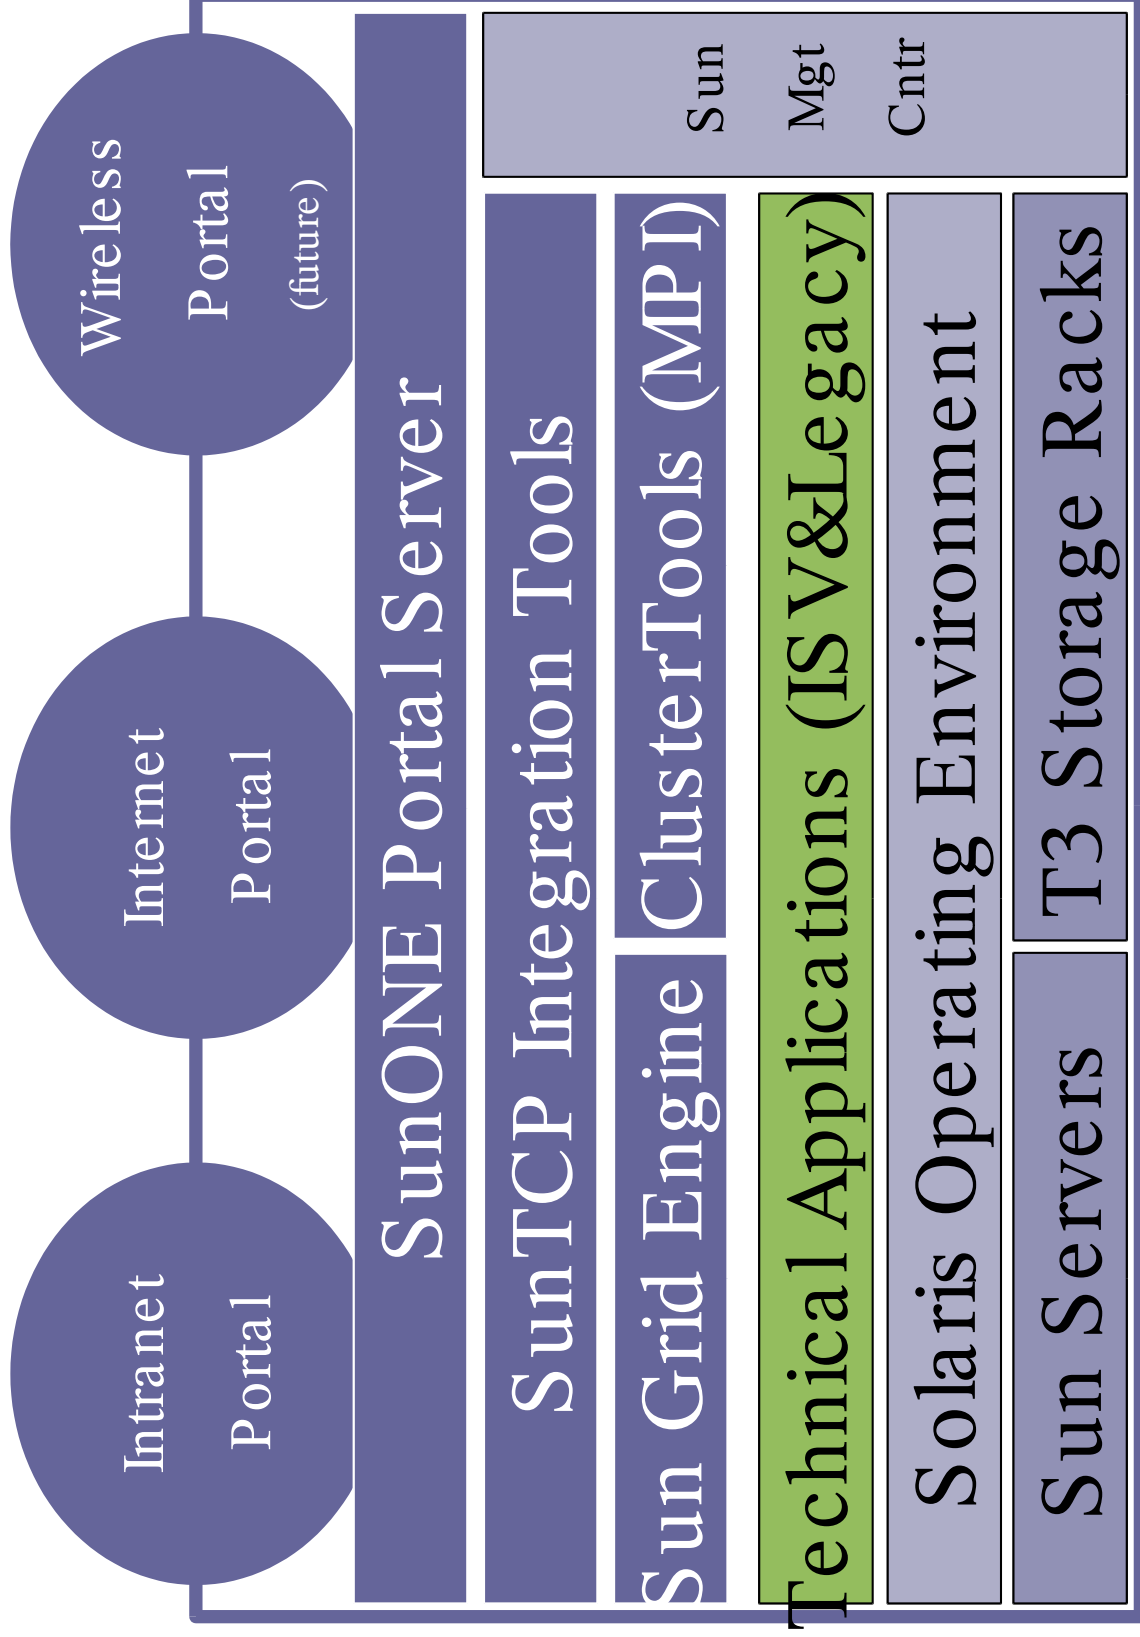 Intranet
Portal
Internet
Portal
Wireless
Portal
(future)
SunONE Portal Server
SunTCP Integration Tools
Sun Grid Engine
ClusterTools (MPI)
Technical Applications (ISV&Legacy)
Solaris Operating Environment
Sun Servers
T3 Storage Racks
Sun
Mgt
Cntr